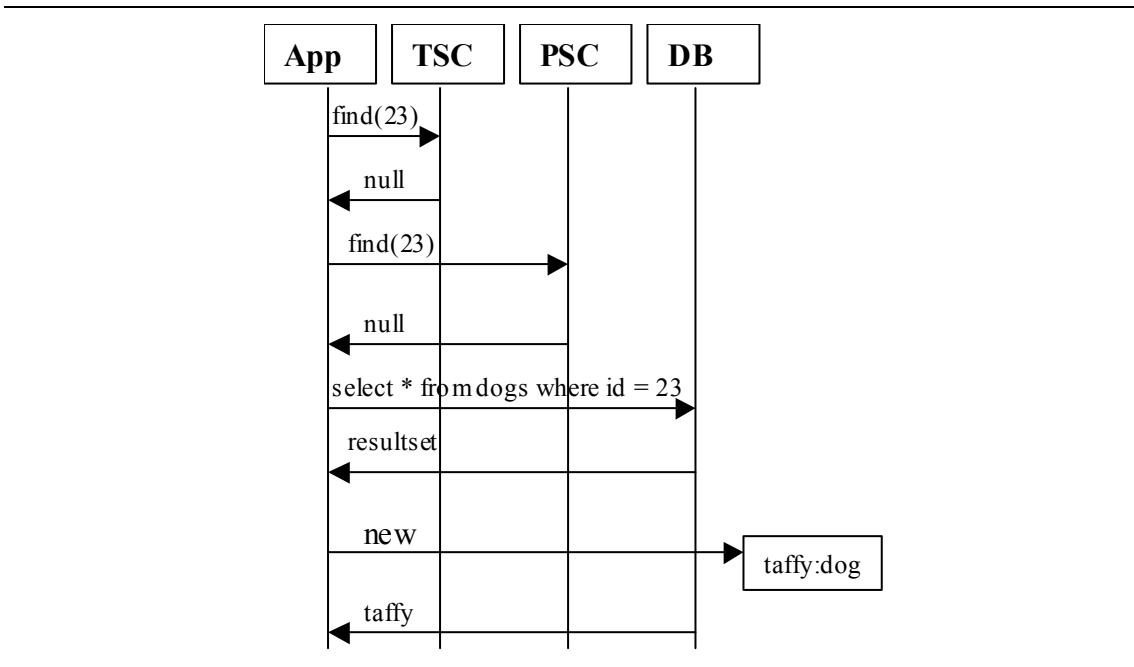 App TSC PSC DB
find(23)
null
find(23)
null
select * from dogs where id = 23
resultset
new
taffy:dog
taffy